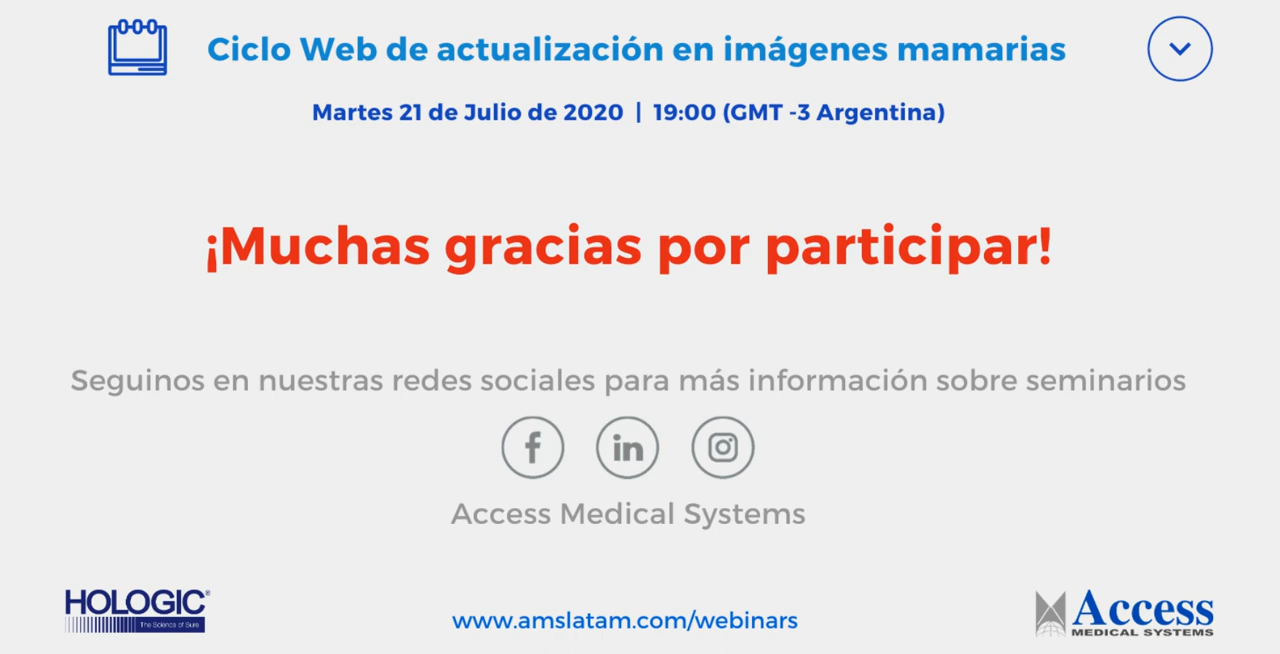 Ciclo Web de actualización en imágenes mamarias
Martes 21 de Julio de 2020 | 19:00 (GMT -3 Argentina)
¡Muchas gracias por participar!
Seguinos en nuestras redes sociales para más información sobre seminarios
f in
Access Medical Systems
HOLOGIC®
The Science of Sure
www.amslatam.com/webinars
Access
MEDICAL SYSTEMS